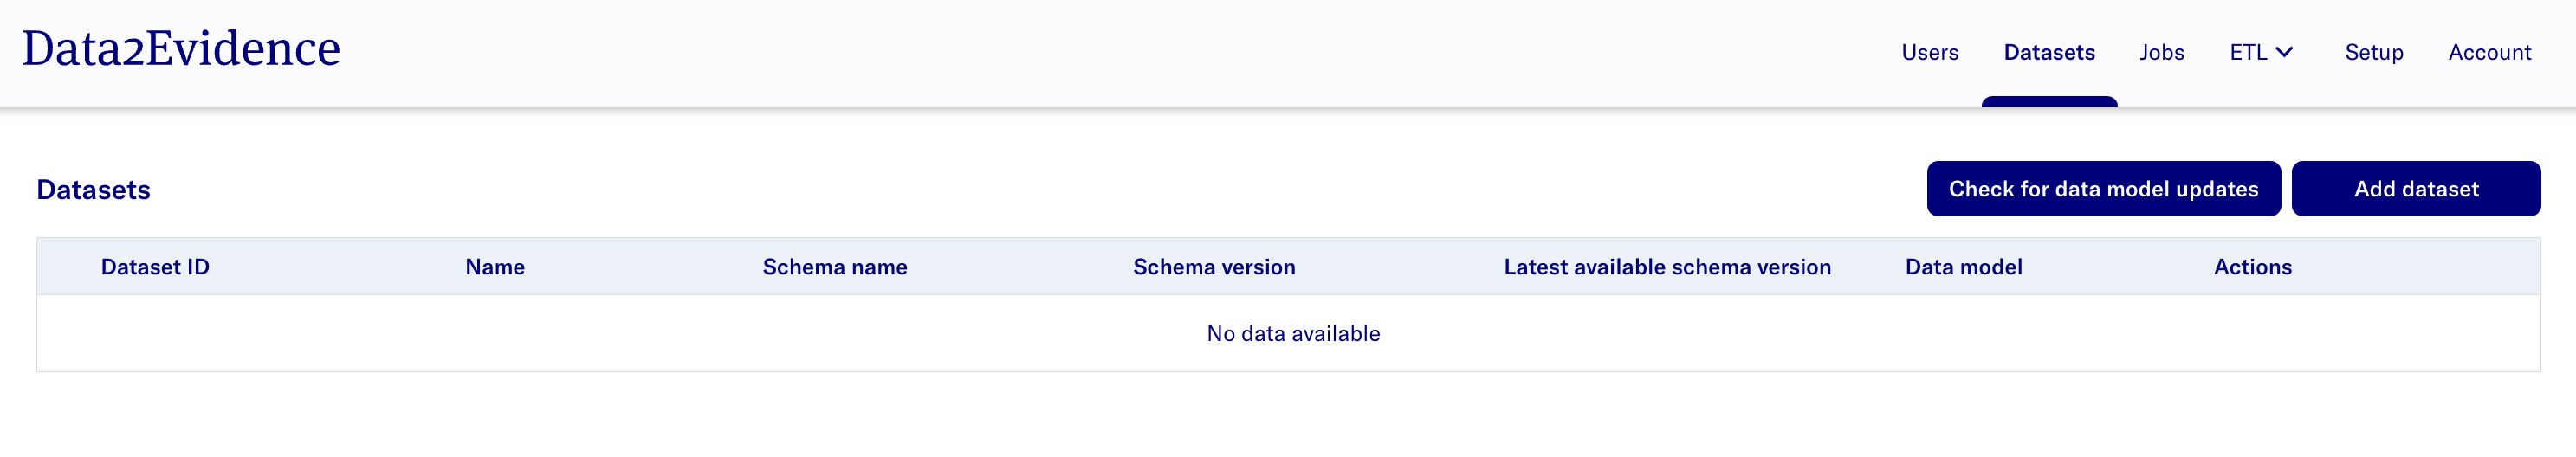 Data2Evidence
Users Datasets Jobs ETL Setup Account
Datasets
Check for data model updates Add dataset
Dataset ID Name Schema name Schema version Latest available schema version Data model Actions
No data available